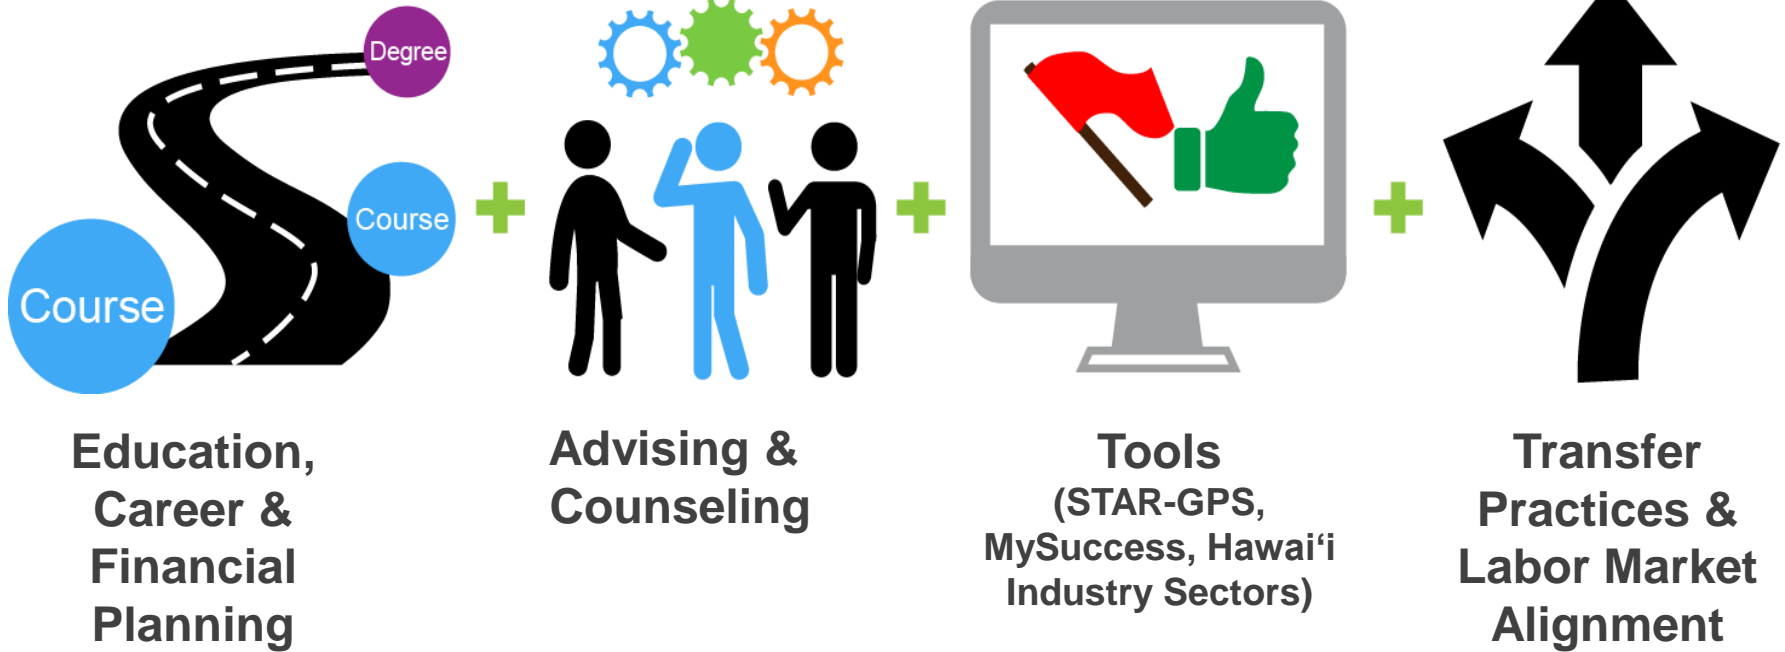 Degree
Course
Course
Education,
Career &
Financial
Planning
Advising &
Counseling
Tools
(STAR-GPS,
MySuccess, Hawaiʻi
Industry Sectors)
Transfer
Practices &
Labor Market
Alignment